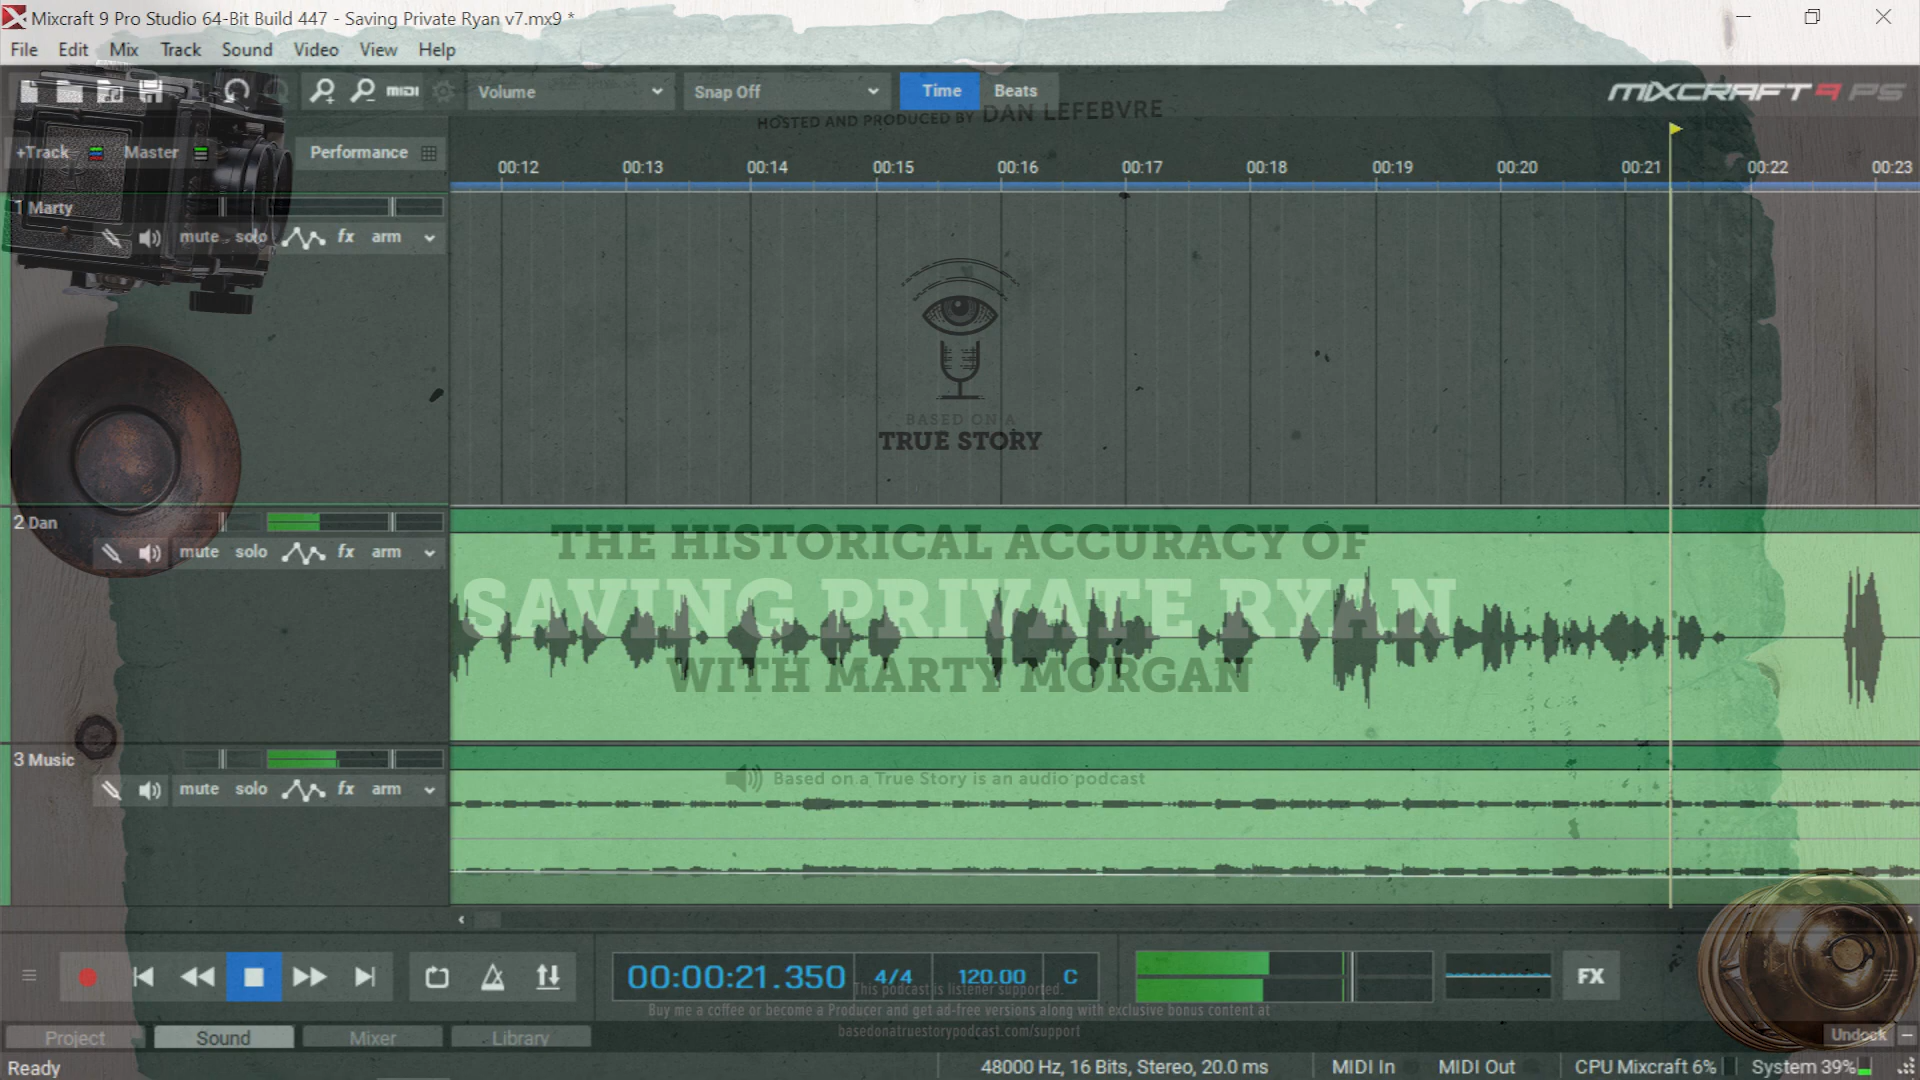 Mixcraft 9 Pro Studio 64-Bit Build 447 - Saving Private Ryan v7.mx9 *
File Edit Mix Track Sound Video View Help
MIDI Volume Snap Off Time Beats MIXCRAFT 9 PS
HOSTED AND PRODUCED BY DAN LEFEBVRE
+Track Master Performance
00:12 00:13 00:14 00:15 00:16 00:17 00:18 00:19 00:20 00:21 00:22 00:23
1 Marty
mute solo fx arm
BASED ON A
TRUE STORY
2 Dan
mute solo fx arm
THE HISTORICAL ACCURACY OF
SAVING PRIVATE RYAN
WITH MARTY MORGAN
3 Music
mute solo fx arm
Based on a True Story is an audio podcast
00:00:21.350 4/4 120.00 C FX
This podcast is listener supported.
Buy me a coffee or become a Producer and get ad-free versions along with exclusive bonus content at
basedonatruestorypodcast.com/support
Project Sound Mixer Library Undock
Ready 48000 Hz, 16 Bits, Stereo, 20.0 ms MIDI In MIDI Out CPU Mixcraft 6% System 39%